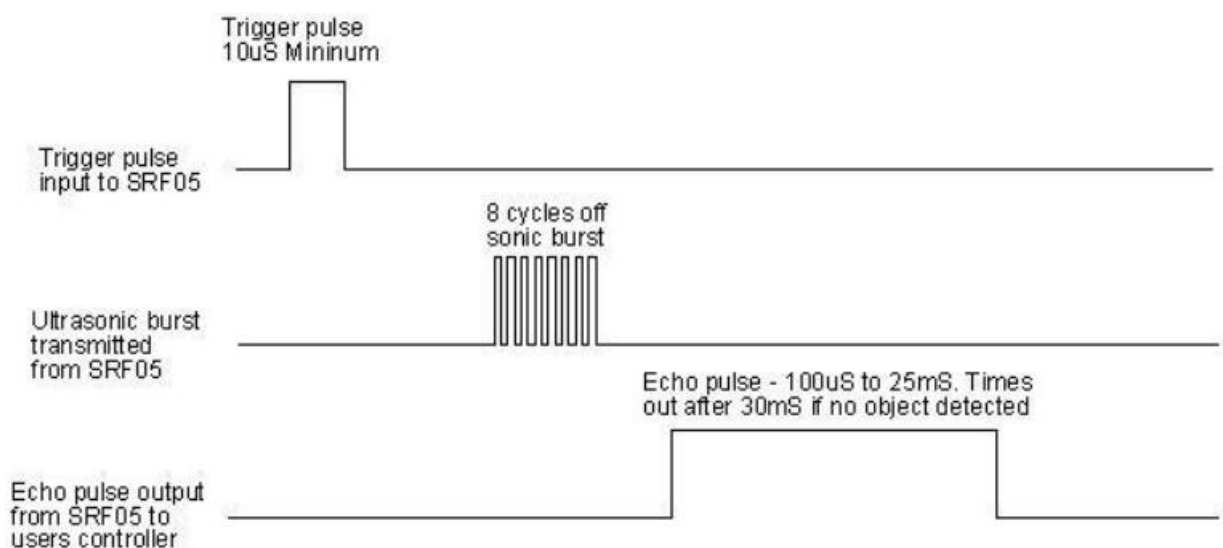 Trigger pulse
10uS Mininum
Trigger pulse
input to SRF05
8 cycles off
sonic burst
Ultrasonic burst
transmitted
from SRF05
Echo pulse - 100uS to 25mS. Times
out after 30mS if no object detected
Echo pulse output
from SRF05 to
users controller